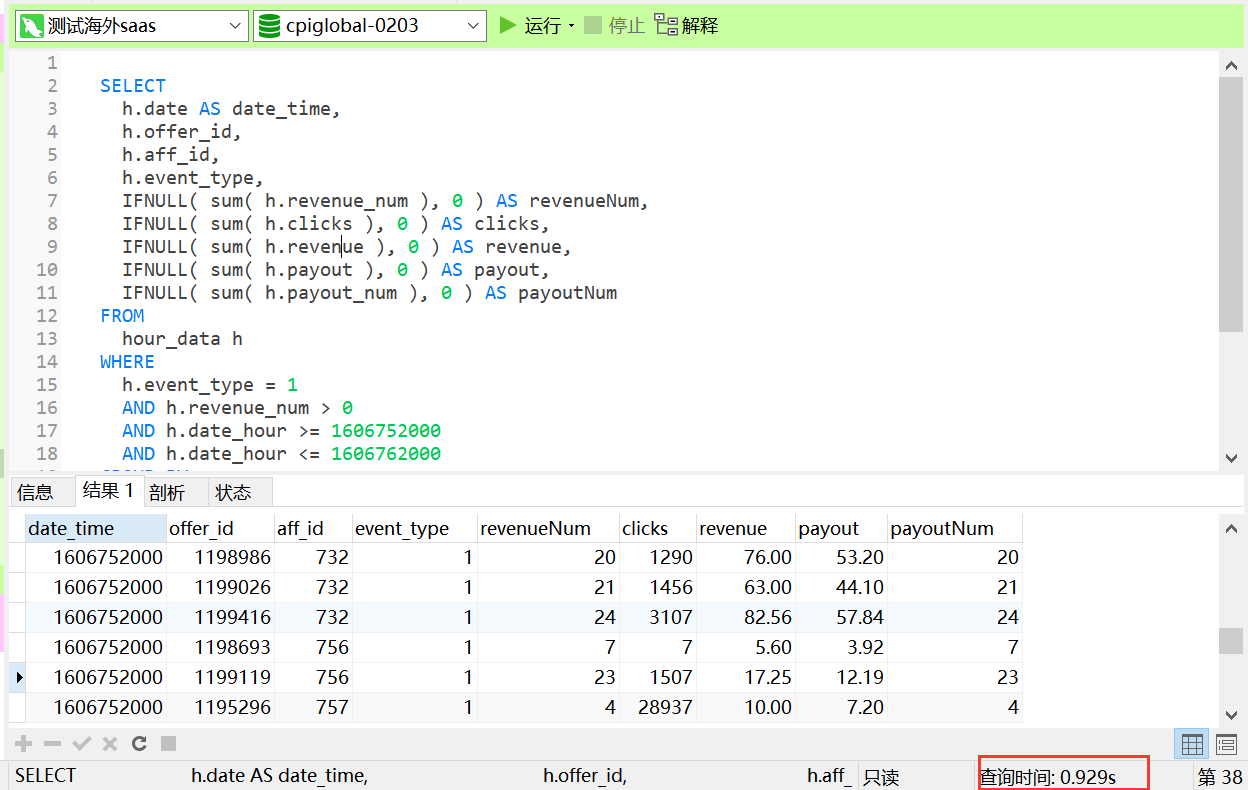 测试海外saas cpiglobal-0203 运行 停止 解释
1
2 SELECT
3 h.date AS date_time,
4 h.offer_id,
5 h.aff_id,
6 h.event_type,
7 IFNULL( sum( h.revenue_num ), 0 ) AS revenueNum,
8 IFNULL( sum( h.clicks ), 0 ) AS clicks,
9 IFNULL( sum( h.revenue ), 0 ) AS revenue,
10 IFNULL( sum( h.payout ), 0 ) AS payout,
11 IFNULL( sum( h.payout_num ), 0 ) AS payoutNum
12 FROM
13 hour_data h
14 WHERE
15 h.event_type = 1
16 AND h.revenue_num > 0
17 AND h.date_hour >= 1606752000
18 AND h.date_hour <= 1606762000
信息 结果 1 剖析 状态
date_time offer_id aff_id event_type revenueNum clicks revenue payout payoutNum
1606752000 1198986 732 1 20 1290 76.00 53.20 20
1606752000 1199026 732 1 21 1456 63.00 44.10 21
1606752000 1199416 732 1 24 3107 82.56 57.84 24
1606752000 1198693 756 1 7 7 5.60 3.92 7
1606752000 1199119 756 1 23 1507 17.25 12.19 23
1606752000 1195296 757 1 4 28937 10.00 7.20 4
SELECT h.date AS date_time, h.offer_id, h.aff_ 只读 查询时间: 0.929s 第 38